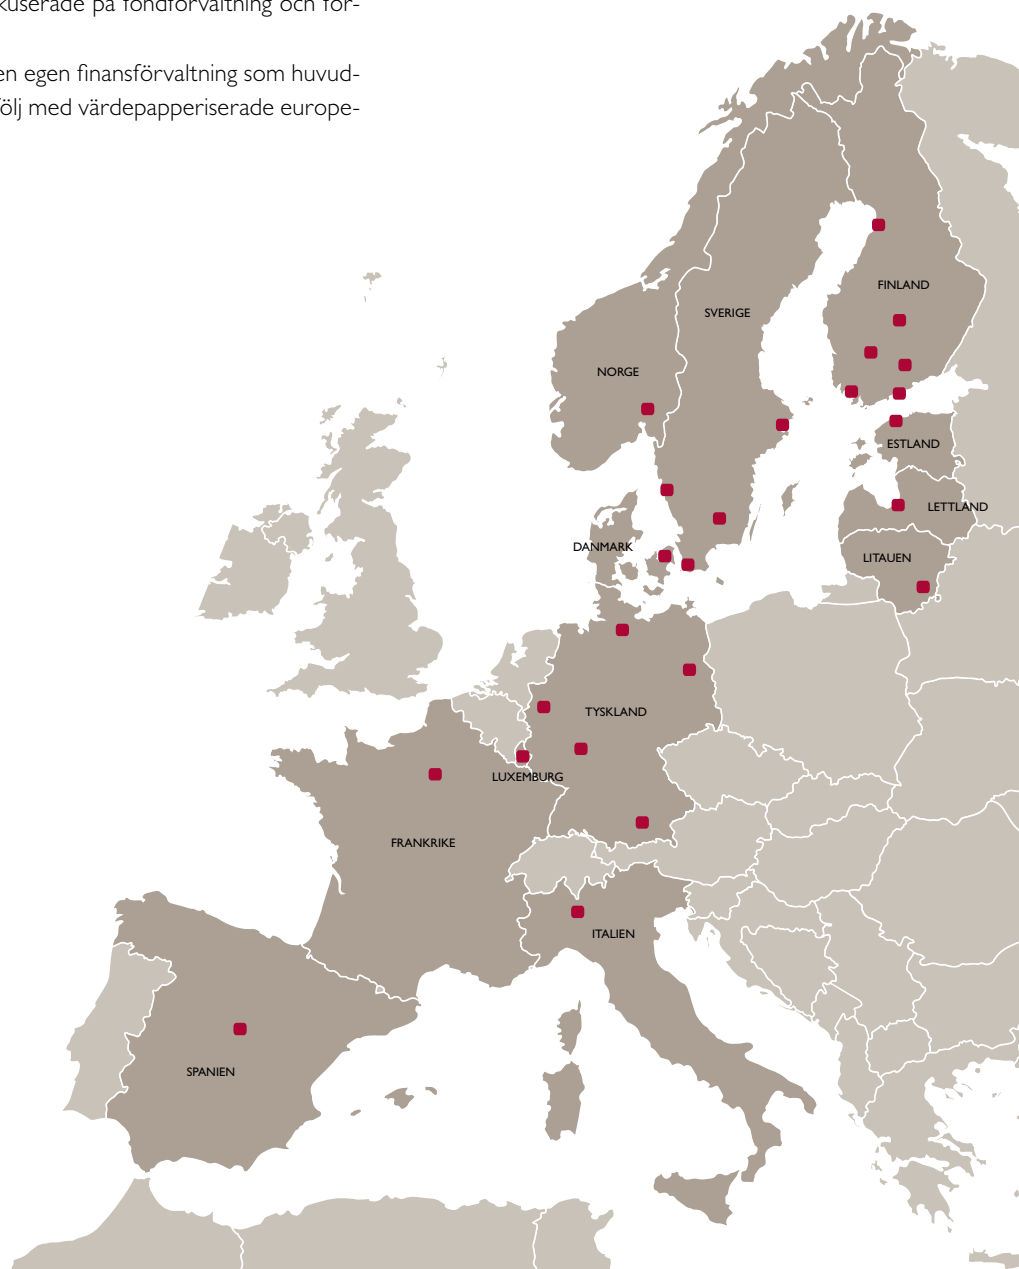 kuserade på fondförvaltning och för-
en egen finansförvaltning som huvud-
följ med värdepapperiserade europe-
FINLAND
SVERIGE
NORGE
ESTLAND
LETTLAND
DANMARK
LITAUEN
TYSKLAND
LUXEMBURG
FRANKRIKE
ITALIEN
SPANIEN